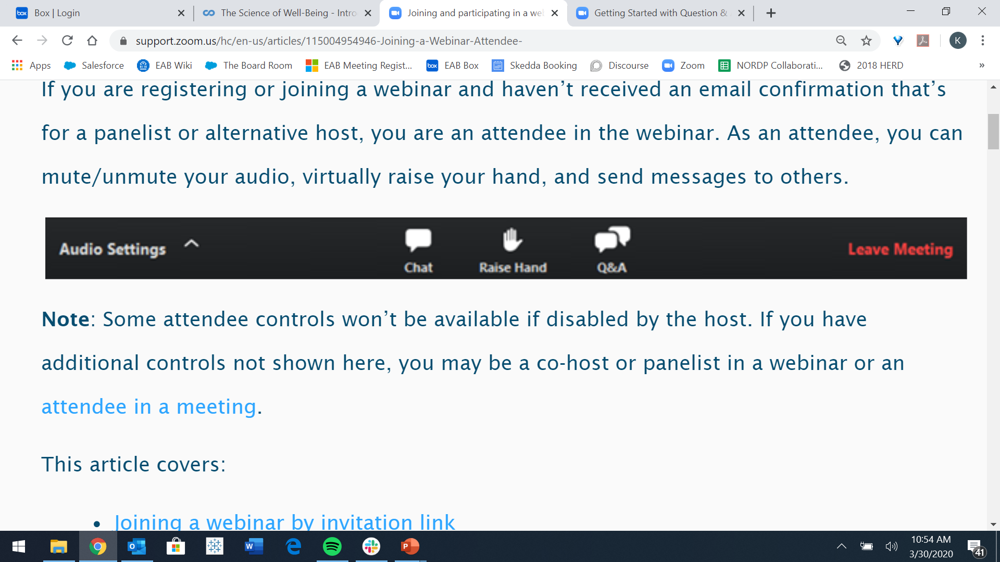 box Box | Login
The Science of Well-Being - Intro
Joining and participating in a we
Getting Started with Question &
support.zoom.us/hc/en-us/articles/115004954946-Joining-a-Webinar-Attendee-
K
Apps Salesforce EAB Wiki The Board Room EAB Meeting Regist... box EAB Box Skedda Booking Discourse Zoom NORDP Collaborati... 2018 HERD »
If you are registering or joining a webinar and haven’t received an email confirmation that’s
for a panelist or alternative host, you are an attendee in the webinar. As an attendee, you can
mute/unmute your audio, virtually raise your hand, and send messages to others.
Audio Settings
Chat
Raise Hand
Q&A
Leave Meeting
Note: Some attendee controls won’t be available if disabled by the host. If you have
additional controls not shown here, you may be a co-host or panelist in a webinar or an
attendee in a meeting.
This article covers:
• Joining a webinar by invitation link
10:54 AM
3/30/2020
41